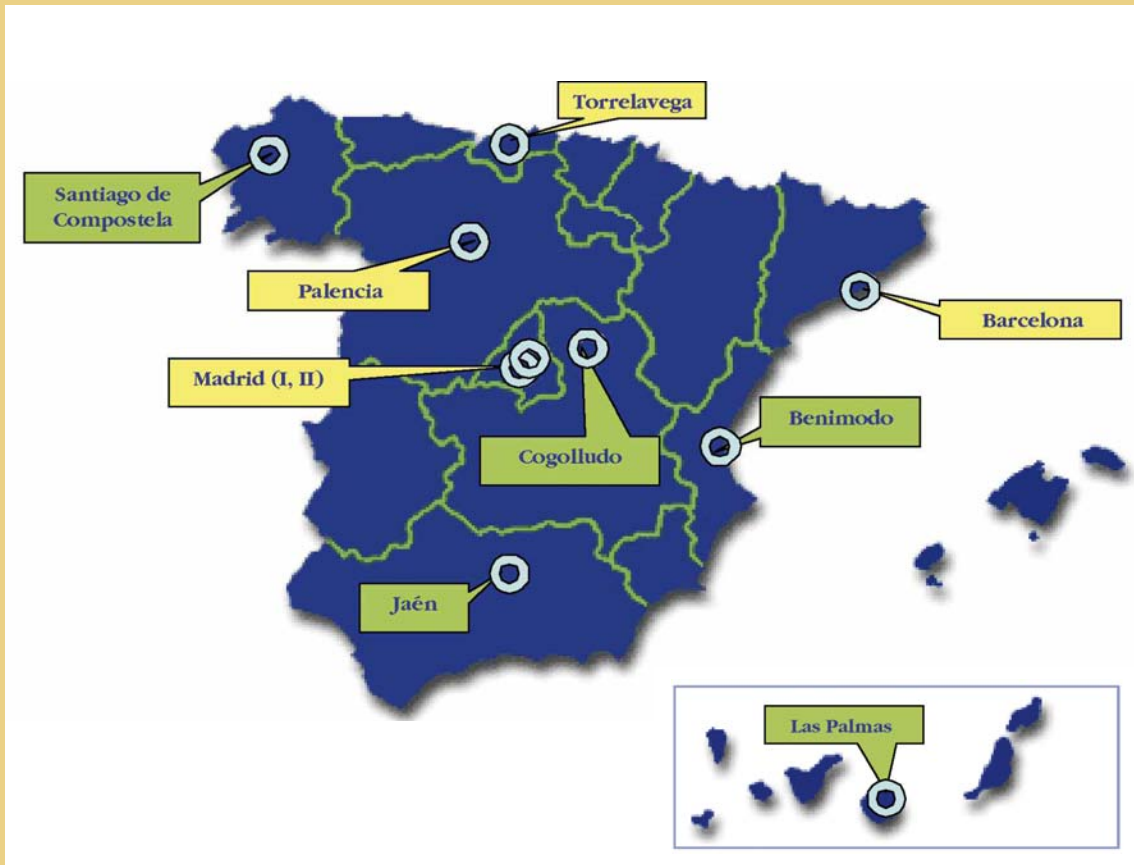 Torrelavega
Santiago de
Compostela
Palencia
Barcelona
Madrid (I, II)
Benimodo
Cogolludo
Jaén
Las Palmas